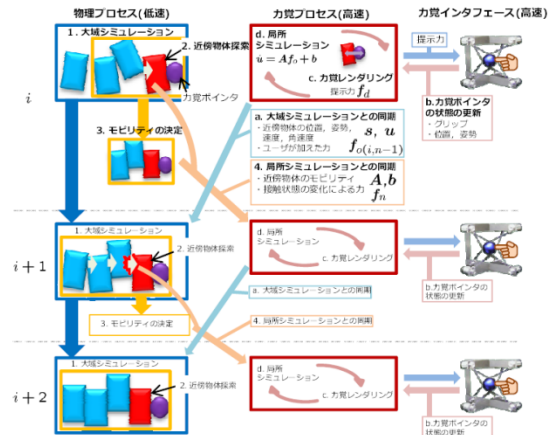 物理プロセス(低速)
力覚プロセス(高速)
力覚インタフェース(高速)
1. 大域シミュレーション
2. 近傍物体探索
力覚ポインタ
3. モビリティの決定
d. 局所
シミュレーション
u̇ = Af₀ + b
c. 力覚レンダリング
提示力 f_d
提示力
b.力覚ポインタ
の状態の更新
・グリップ
・位置, 姿勢
i
a. 大域シミュレーションとの同期
・近傍物体の位置, 姿勢,
速度, 角速度
s, u
・ユーザが加えた力 f_{o(i,n−1)}
4. 局所シミュレーションとの同期
・近傍物体のモビリティ A,b
・接触状態の変化による力 f_n
i + 1
1. 大域シミュレーション
2. 近傍物体探索
3. モビリティの決定
d. 局所
シミュレーション
c. 力覚レンダリング
b.力覚ポインタの
状態の更新
a. 大域シミュレーションとの同期
4. 局所シミュレーションとの同期
i + 2
1. 大域シミュレーション
2. 近傍物体探索
d. 局所
シミュレーション
c. 力覚レンダリング
b.力覚ポインタの
状態の更新